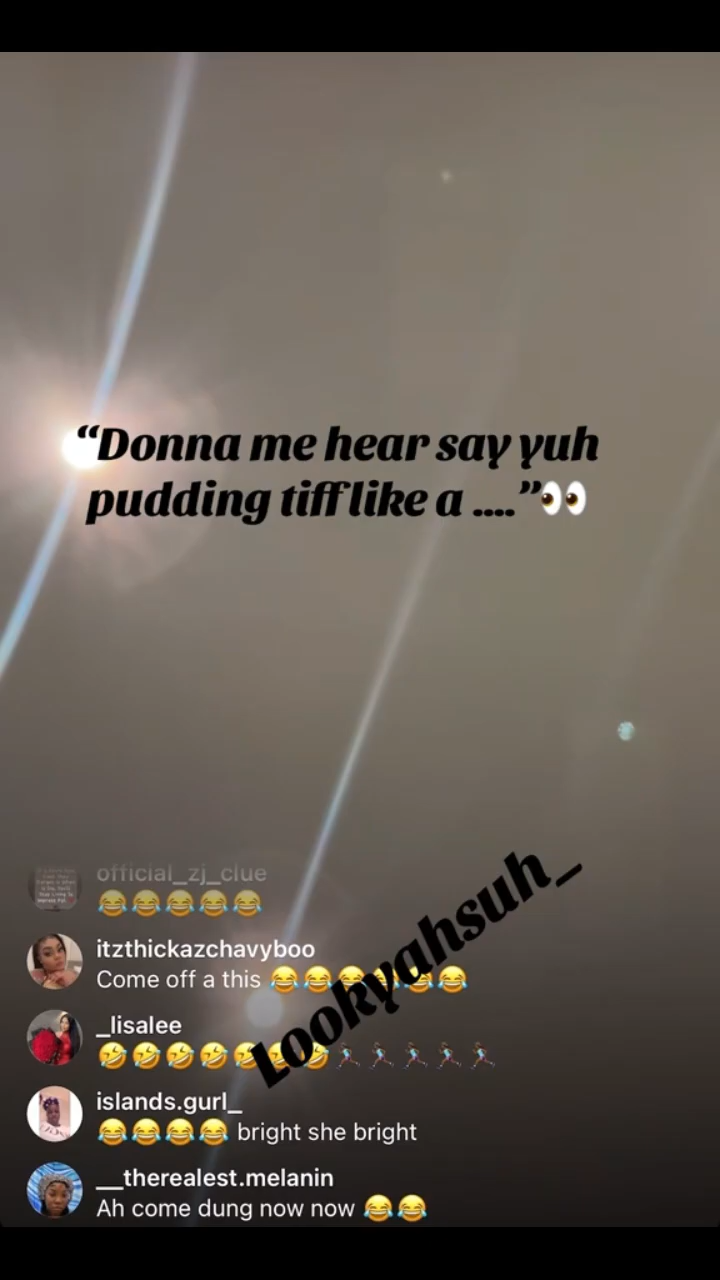 “Donna me hear say yuh
pudding tiff like a ....”👀
official_zj_clue
😂😂😂😂😂
itzthickazchavyboo
Come off a this 😂😂😂😂😂😂
_lisalee
🤣🤣🤣🤣🤣🤣🤣🏃🏿‍♀️🏃🏿‍♀️🏃🏿‍♀️🏃🏿‍♀️🏃🏿‍♀️
Lookyahsuh_
islands.gurl_
😂😂😂😂 bright she bright
__therealest.melanin
Ah come dung now now 😂😂